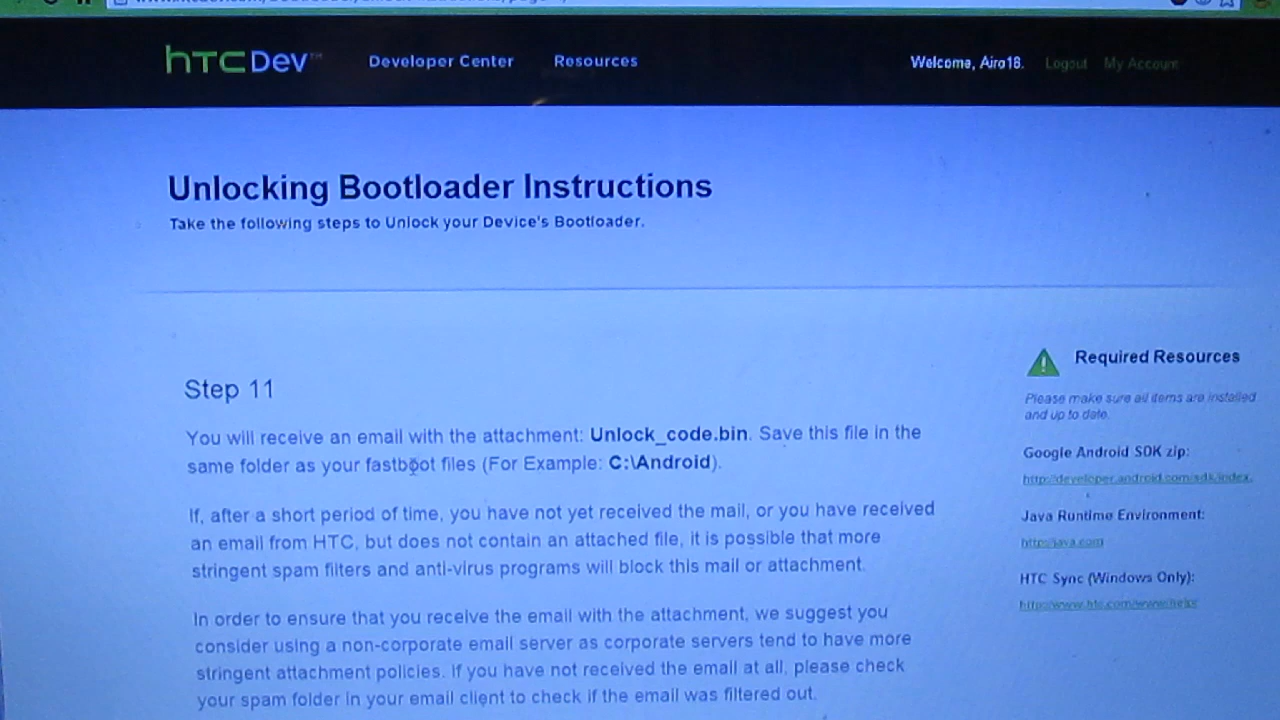 htcDev™ Developer Center Resources Welcome, Aira18. Logout My Account
Unlocking Bootloader Instructions
Take the following steps to Unlock your Device's Bootloader.
Step 11
You will receive an email with the attachment: Unlock_code.bin. Save this file in the
same folder as your fastboot files (For Example: C:\Android).
If, after a short period of time, you have not yet received the mail, or you have received
an email from HTC, but does not contain an attached file, it is possible that more
stringent spam filters and anti-virus programs will block this mail or attachment.
In order to ensure that you receive the email with the attachment, we suggest you
consider using a non-corporate email server as corporate servers tend to have more
stringent attachment policies. If you have not received the email at all, please check
your spam folder in your email client to check if the email was filtered out.
Required Resources
Please make sure all items are installed
and up to date.
Google Android SDK zip:
http://developer.android.com/sdk/index.
Java Runtime Environment:
http://java.com
HTC Sync (Windows Only):